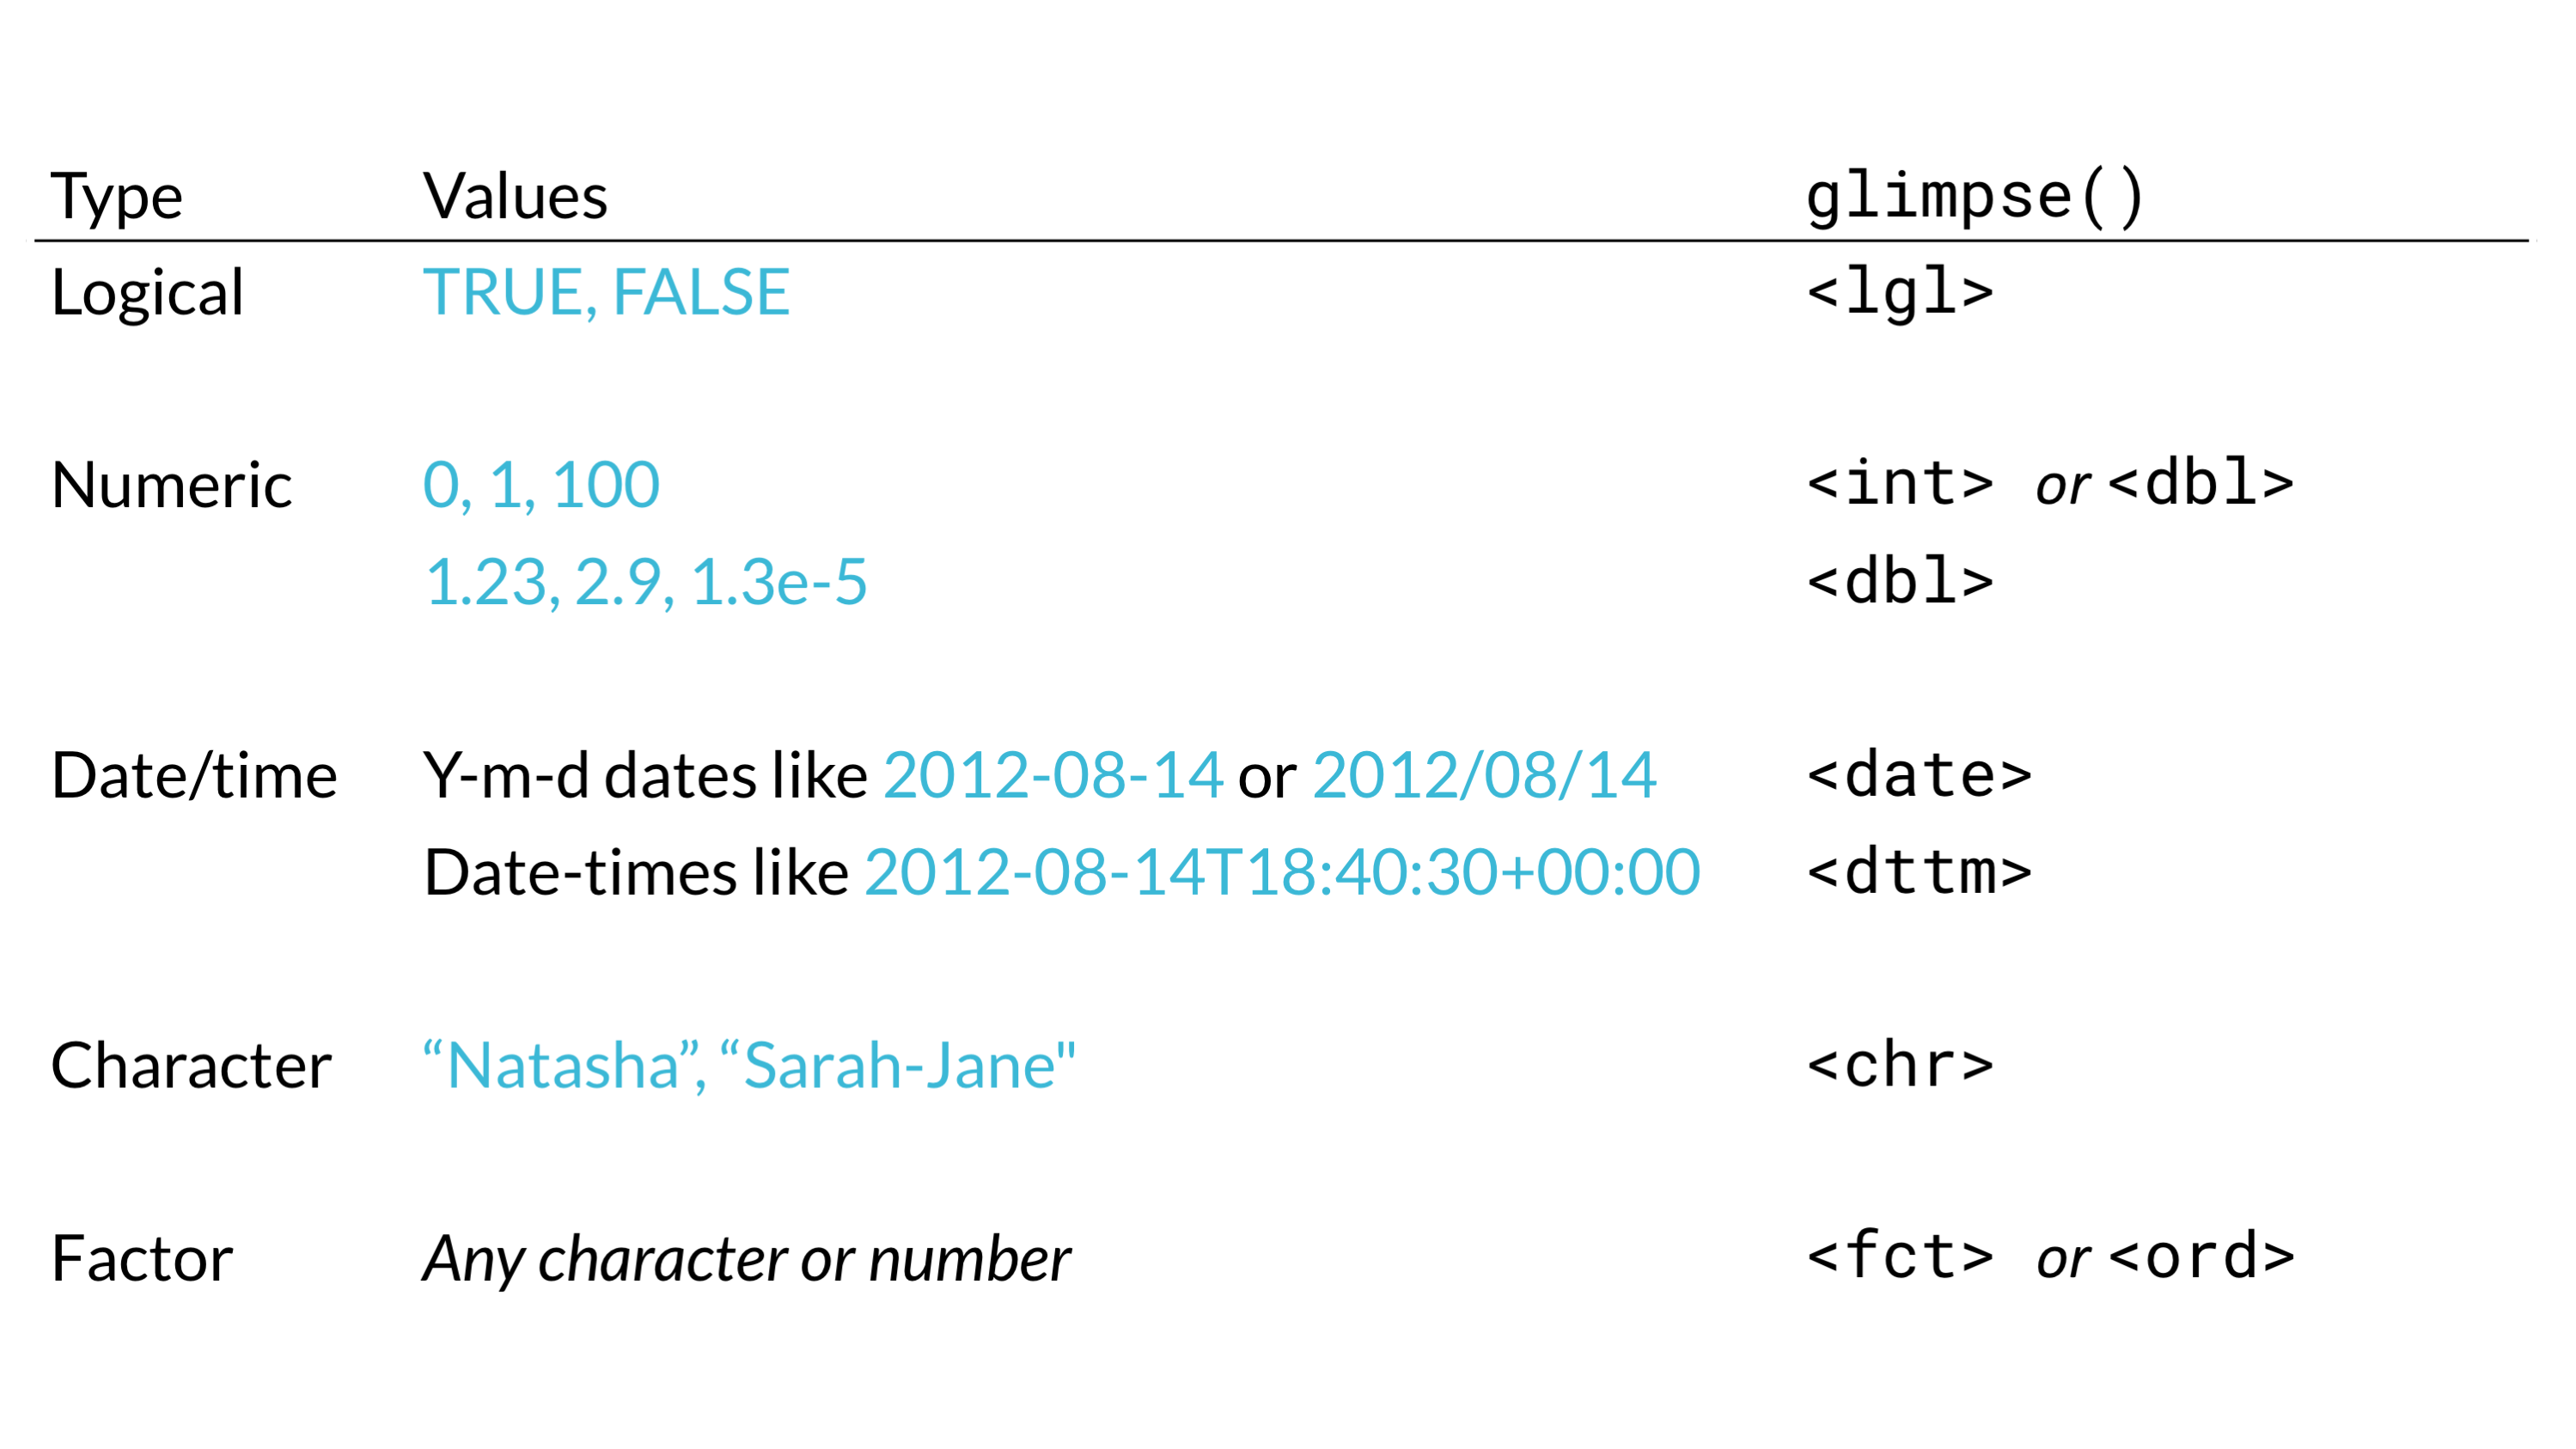 Type Values glimpse()
Logical TRUE, FALSE <lgl>
Numeric 0, 1, 100 <int> or <dbl>
1.23, 2.9, 1.3e-5 <dbl>
Date/time Y-m-d dates like 2012-08-14 or 2012/08/14 <date>
Date-times like 2012-08-14T18:40:30+00:00 <dttm>
Character “Natasha”, “Sarah-Jane" <chr>
Factor Any character or number <fct> or <ord>